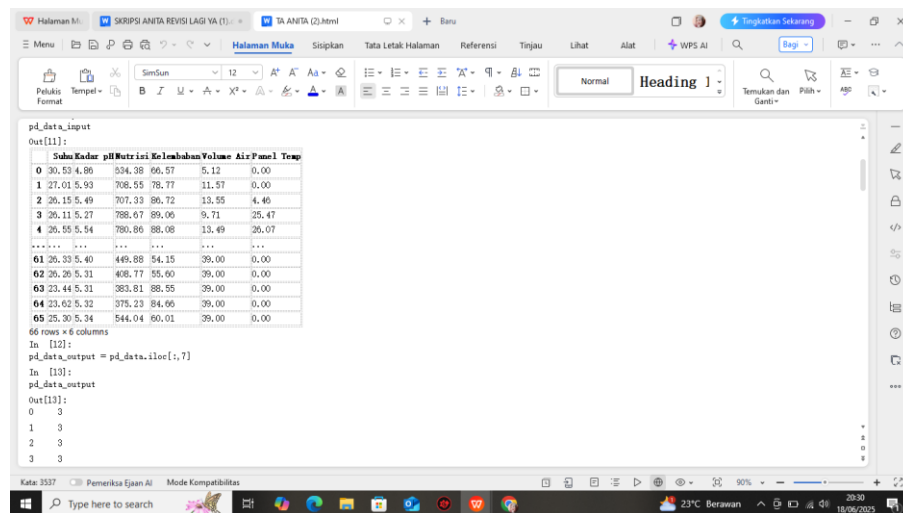 Halaman Mu
SKRIPSI ANITA REVISI LAGI YA (1).
TA ANITA (2).html
+ Baru
Tingkatkan Sekarang
Menu
Halaman Muka
Sisipkan
Tata Letak Halaman
Referensi
Tinjau
Lihat
Alat
WPS AI
Bagi
Pelukis Format
Tempel
SimSun
12
Normal
Heading 1
Temukan dan Ganti
Pilih
pd_data_input
Out[11]:
Suhu Kadar pH Nutrisi Kelembaban Volume Air Panel Temp
0 30.53 4.86 534.38 66.57 5.12 0.00
1 27.01 5.93 708.55 78.77 11.57 0.00
2 26.15 5.49 707.33 86.72 13.55 4.46
3 26.11 5.27 788.67 89.06 9.71 25.47
4 26.55 5.54 780.86 88.08 13.49 26.07
... ... ... ... ... ... ...
61 26.33 5.40 449.88 54.15 39.00 0.00
62 26.26 5.31 408.77 55.60 39.00 0.00
63 23.44 5.31 383.81 88.55 39.00 0.00
64 23.62 5.32 375.23 84.66 39.00 0.00
65 25.30 5.34 544.04 60.01 39.00 0.00
66 rows × 6 columns
In [12]:
pd_data_output = pd_data.iloc[:,7]
In [13]:
pd_data_output
Out[13]:
0 3
1 3
2 3
3 3
Kata: 3537
Pemeriksa Ejaan AI
Mode Kompatibilitas
90%
Type here to search
23°C Berawan
20:30
18/06/2025